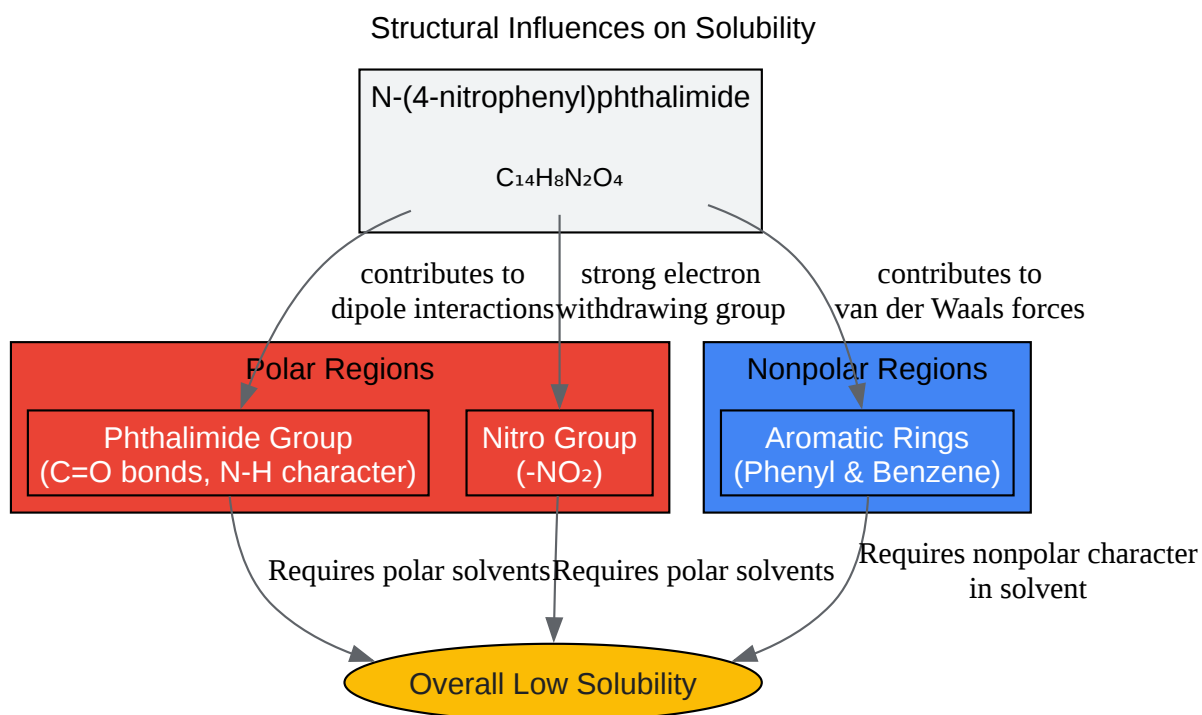 Structural Influences on Solubility
N-(4-nitrophenyl)phthalimide
C₁₄H₈N₂O₄
contributes to
dipole interactions
strong electron
withdrawing group
contributes to
van der Waals forces
Polar Regions
Nonpolar Regions
Phthalimide Group
(C=O bonds, N-H character)
Nitro Group
(-NO₂)
Aromatic Rings
(Phenyl & Benzene)
Requires polar solvents
Requires polar solvents
Requires nonpolar character
in solvent
Overall Low Solubility